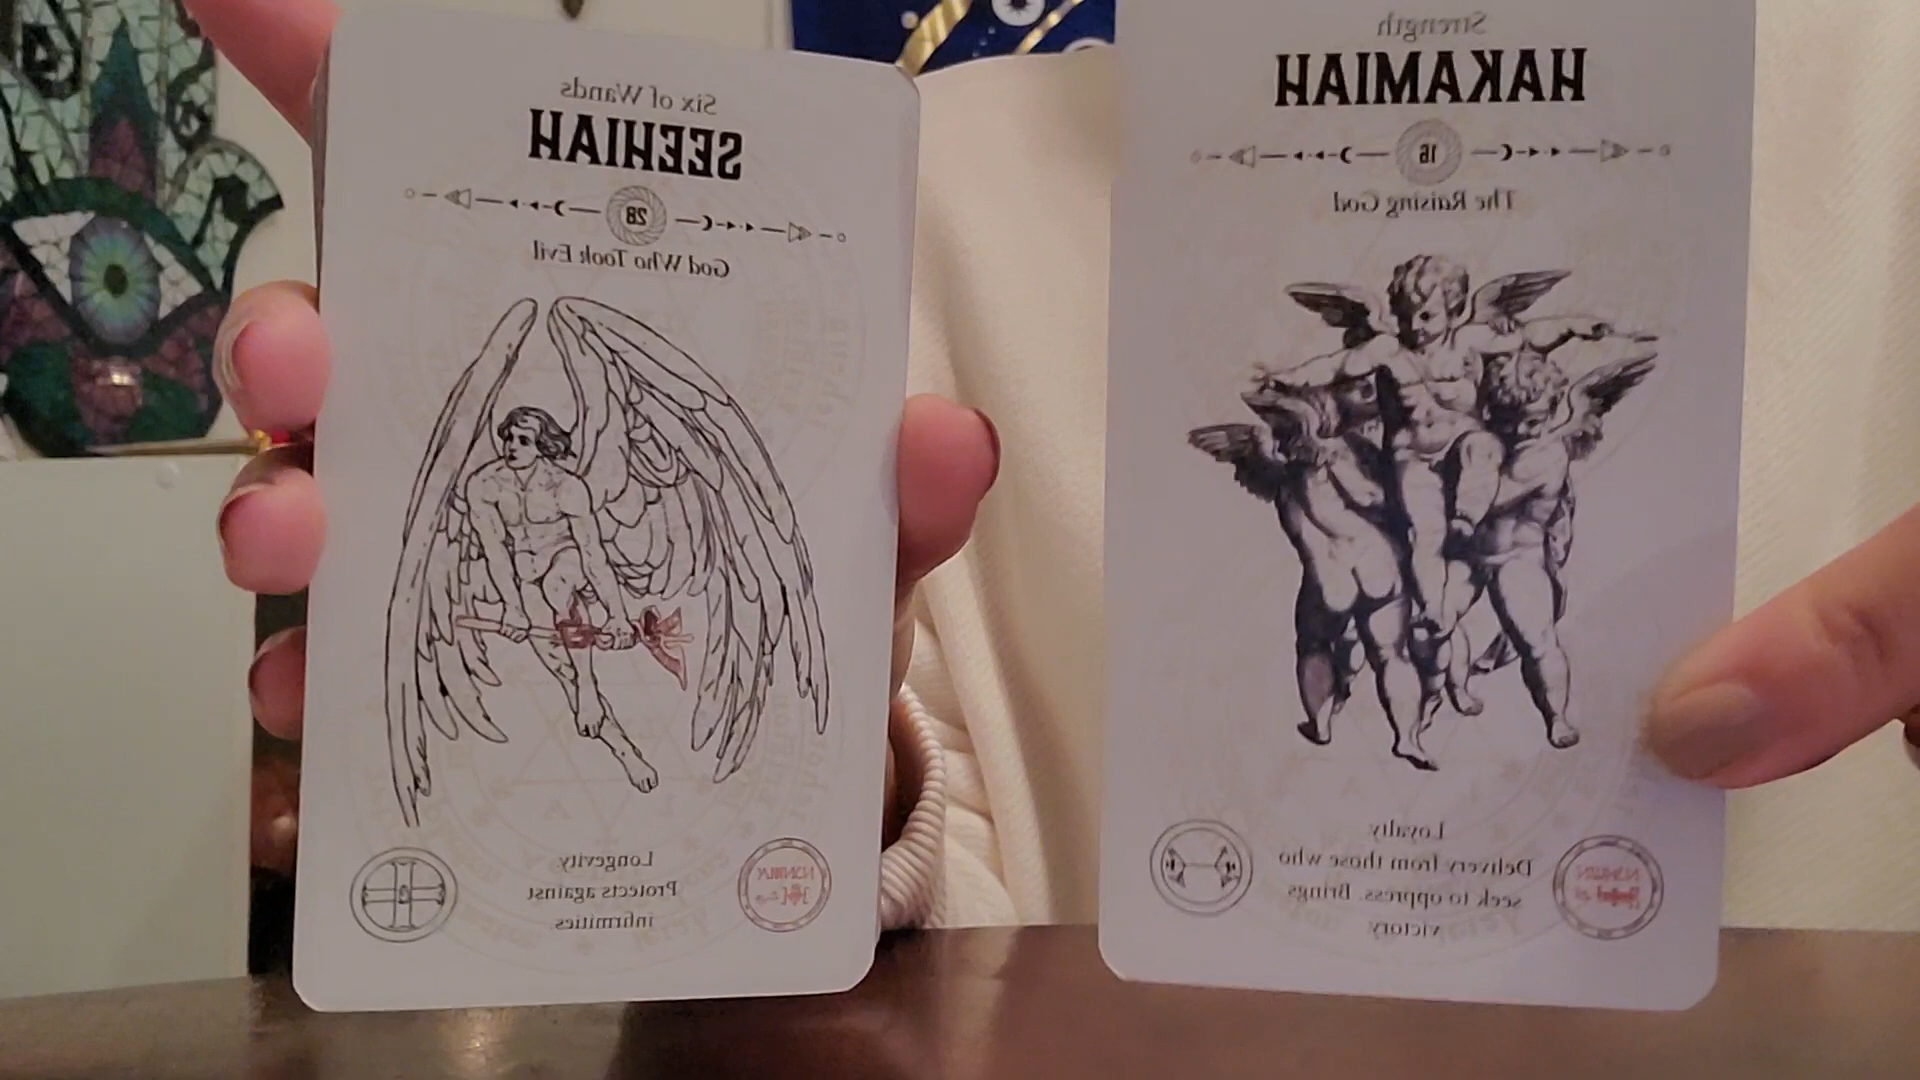 Six of Wands
SEEHIAH
28
God Who Took Evil
Longevity
Protects against
infirmities.
Strength
HAKAMIAH
16
The Raising God
Loyalty
Delivery from those who
seek to oppress. Brings
victory